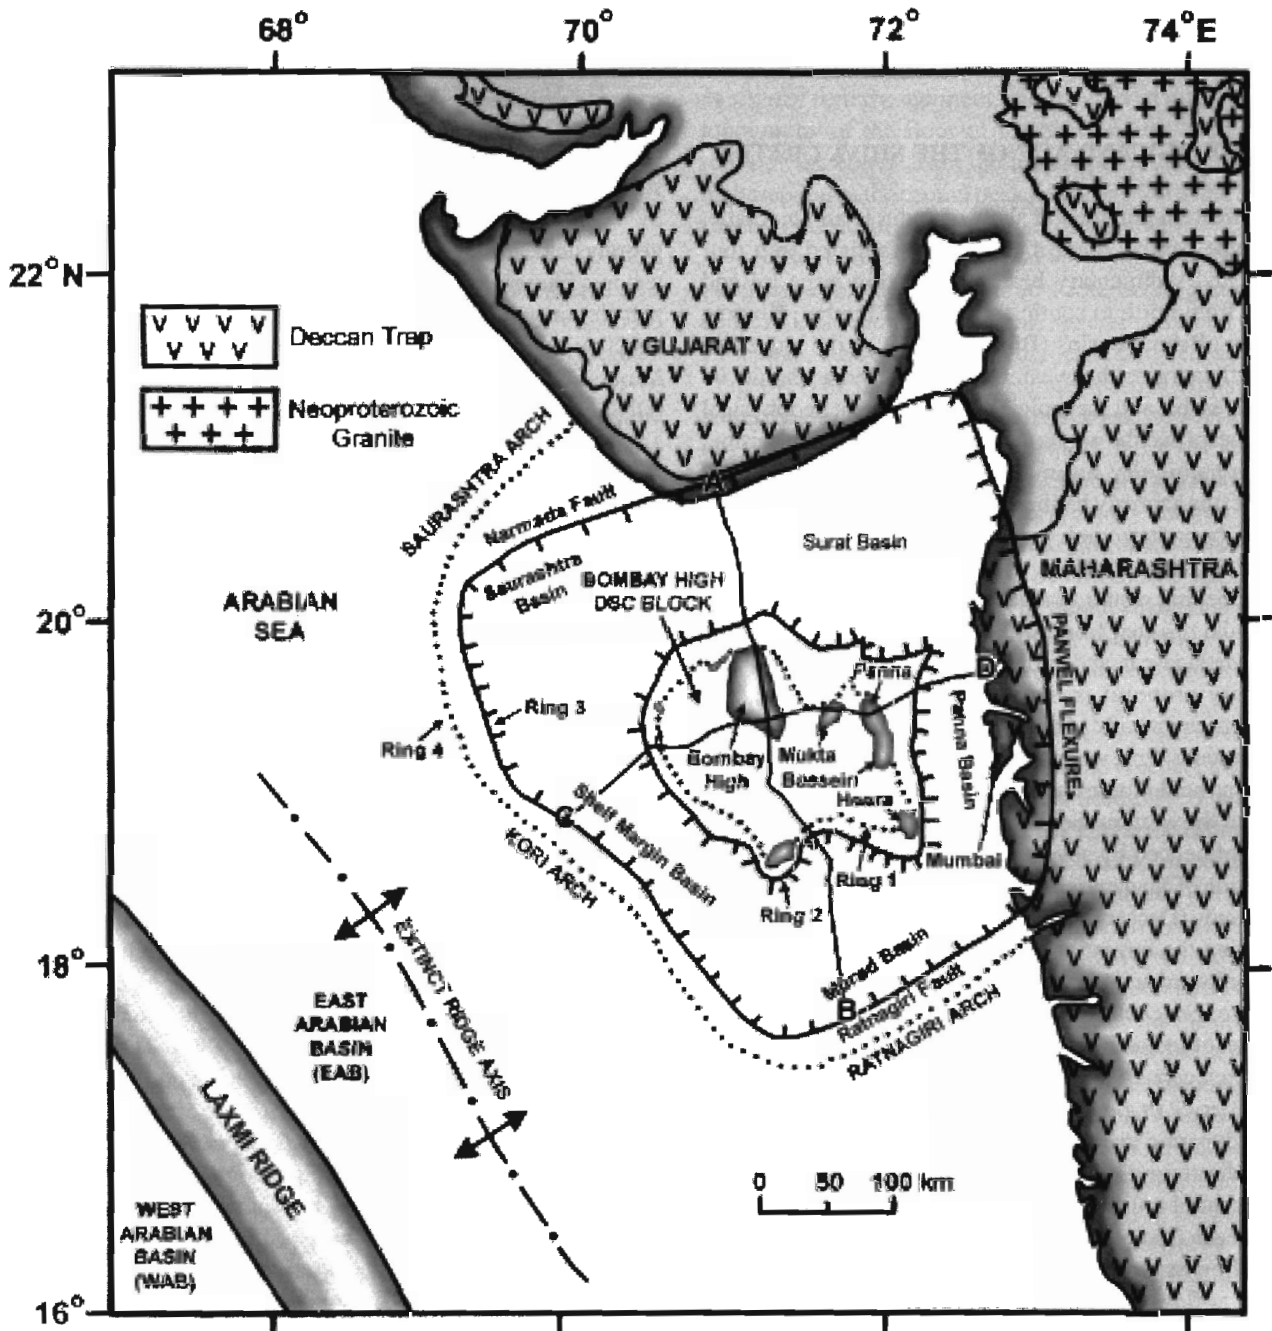 68°
70°
72°
74°E
22°N
20°
18°
16°
Deccan Trap
Neoproterozoic
Granite
GUJARAT
MAHARASHTRA
SAURASHTRA ARCH
Narmada Fault
A
Surat Basin
Saurashtra
Basin
BOMBAY HIGH
DSC BLOCK
ARABIAN
SEA
PANVEL FLEXURE
Panna
D
Ring 3
Ring 4
Bombay
High
Mukta
Bassein
Heera
Panna Basin
C
Shelf Margin Basin
KORI ARCH
Mumbai
Ring 1
Ring 2
Murad Basin
B
Ratnagiri Fault
RATNAGIRI ARCH
EXTINCT RIDGE AXIS
EAST
ARABIAN
BASIN
(EAB)
LAXMI RIDGE
WEST
ARABIAN
BASIN
(WAB)
0 50 100 km